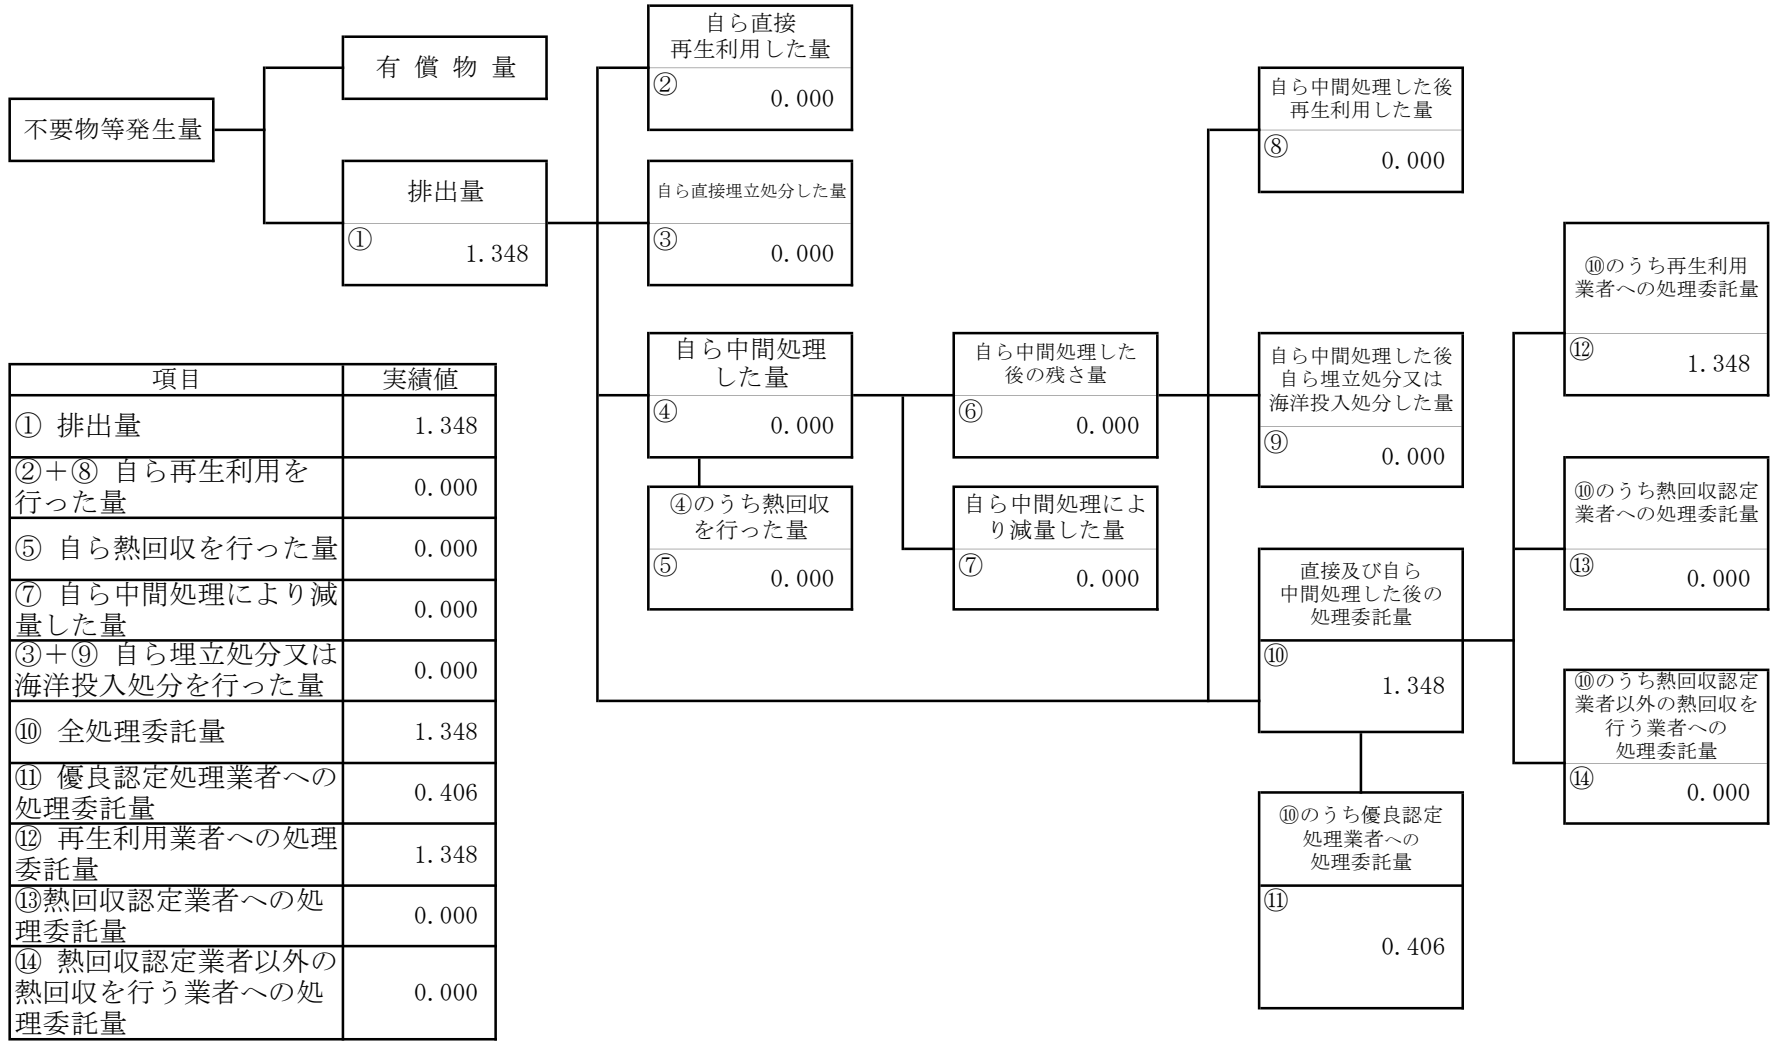 不要物等発生量
有 償 物 量
排出量
①
1.348
自ら直接
再生利用した量
②
0.000
自ら直接埋立処分した量
③
0.000
自ら中間処理
した量
④
0.000
④のうち熱回収
を行った量
⑤
0.000
自ら中間処理した
後の残さ量
⑥
0.000
自ら中間処理によ
り減量した量
⑦
0.000
自ら中間処理した後
再生利用した量
⑧
0.000
自ら中間処理した後
自ら埋立処分又は
海洋投入処分した量
⑨
0.000
直接及び自ら
中間処理した後の
処理委託量
⑩
1.348
⑩のうち優良認定
処理業者への
処理委託量
⑪
0.406
⑩のうち再生利用
業者への処理委託量
⑫
1.348
⑩のうち熱回収認定
業者への処理委託量
⑬
0.000
⑩のうち熱回収認定
業者以外の熱回収を
行う業者への
処理委託量
⑭
0.000
項目 実績値
① 排出量 1.348
②＋⑧ 自ら再生利用を
行った量 0.000
⑤ 自ら熱回収を行った量 0.000
⑦ 自ら中間処理により減
量した量 0.000
③＋⑨ 自ら埋立処分又は
海洋投入処分を行った量 0.000
⑩ 全処理委託量 1.348
⑪ 優良認定処理業者への
処理委託量 0.406
⑫ 再生利用業者への処理
委託量 1.348
⑬熱回収認定業者への処
理委託量 0.000
⑭ 熱回収認定業者以外の
熱回収を行う業者への処
理委託量 0.000